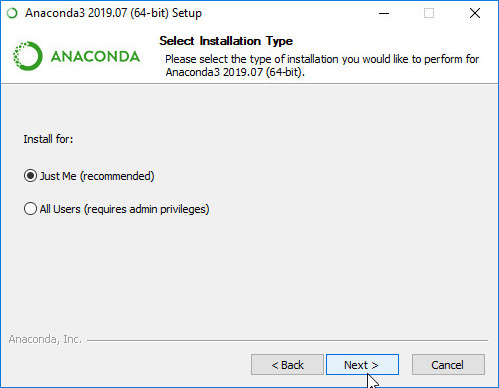 Anaconda3 2019.07 (64-bit) Setup
ANACONDA
Select Installation Type
Please select the type of installation you would like to perform for
Anaconda3 2019.07 (64-bit).
Install for:
Just Me (recommended)
All Users (requires admin privileges)
Anaconda, Inc.
< Back
Next >
Cancel